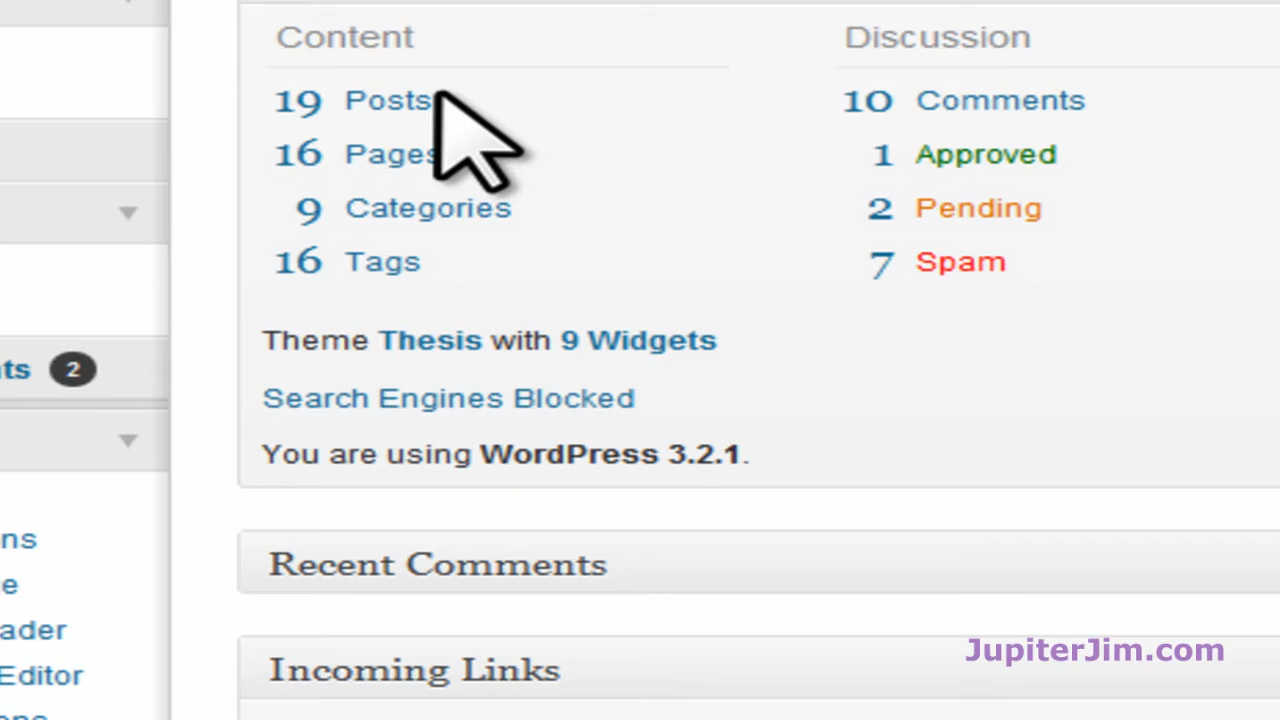 Content
19 Posts
16 Pages
9 Categories
16 Tags
Discussion
10 Comments
1 Approved
2 Pending
7 Spam
Theme Thesis with 9 Widgets
Search Engines Blocked
You are using WordPress 3.2.1.
2
Editor
Recent Comments
Incoming Links
JupiterJim.com